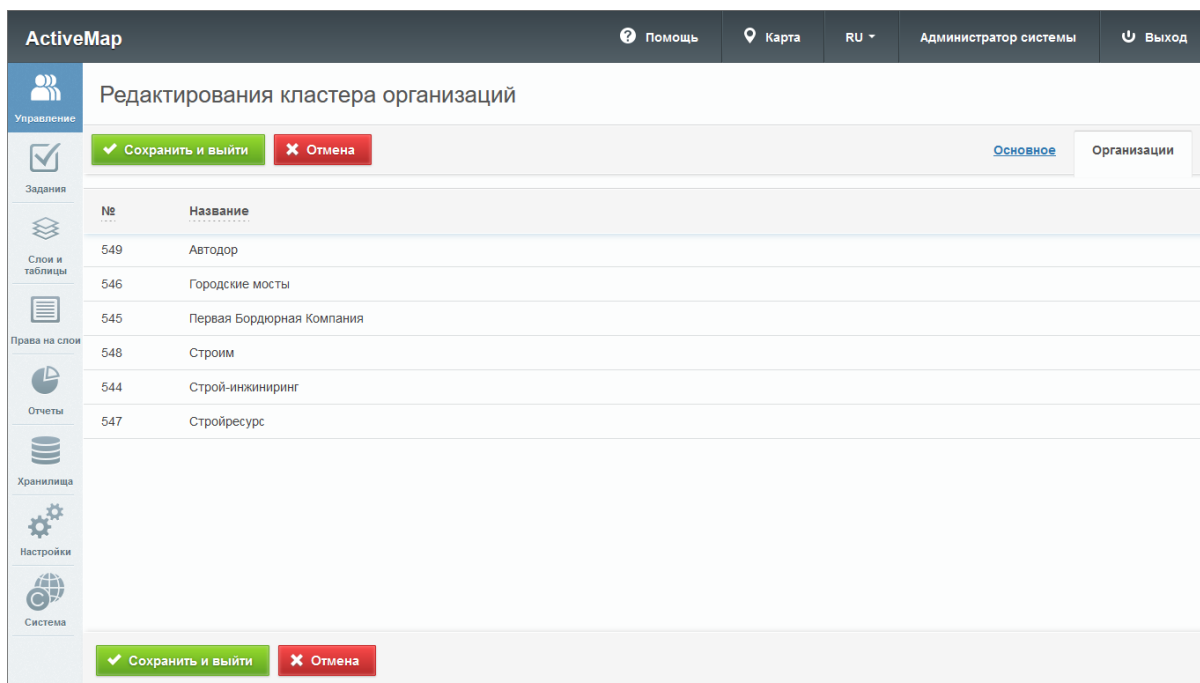 ActiveMap
Помощь
Карта
RU
Администратор системы
Выход
Управление
Задания
Слои и
таблицы
Права на слои
Отчеты
Хранилища
Настройки
Система
Редактирования кластера организаций
Сохранить и выйти
Отмена
Основное
Организации
№ Название
549 Автодор
546 Городские мосты
545 Первая Бордюрная Компания
548 Строим
544 Строй-инжиниринг
547 Стройресурс
Сохранить и выйти
Отмена